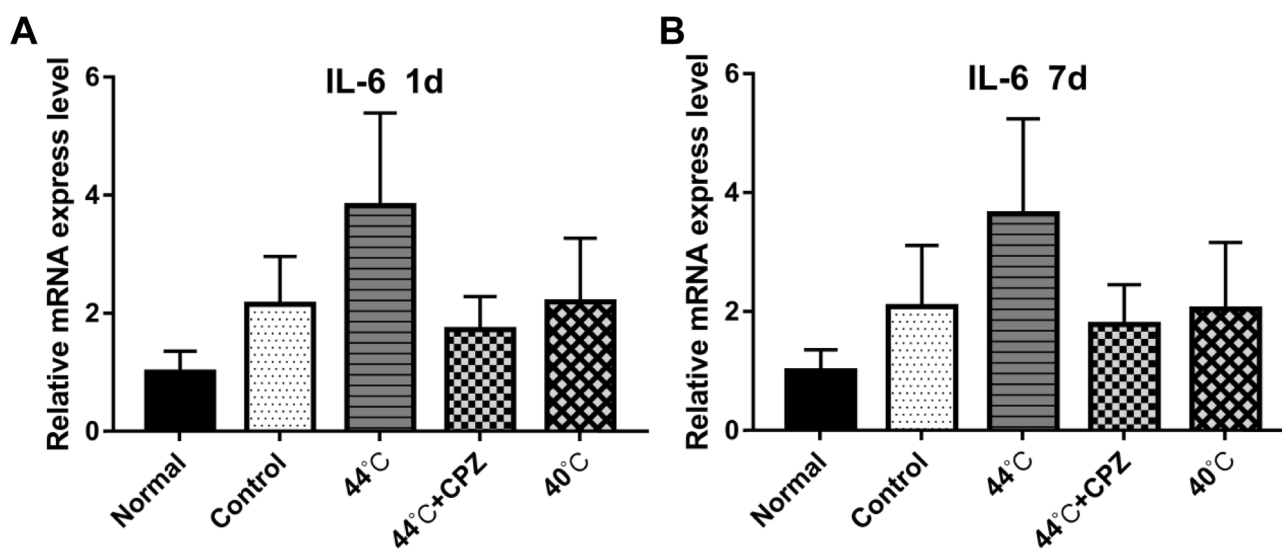 A
IL-6 1d
Relative mRNA express level
6
4
2
0
Normal
Control
44°C
44°C+CPZ
40°C
B
IL-6 7d
Relative mRNA express level
6
4
2
0
Normal
Control
44°C
44°C+CPZ
40°C